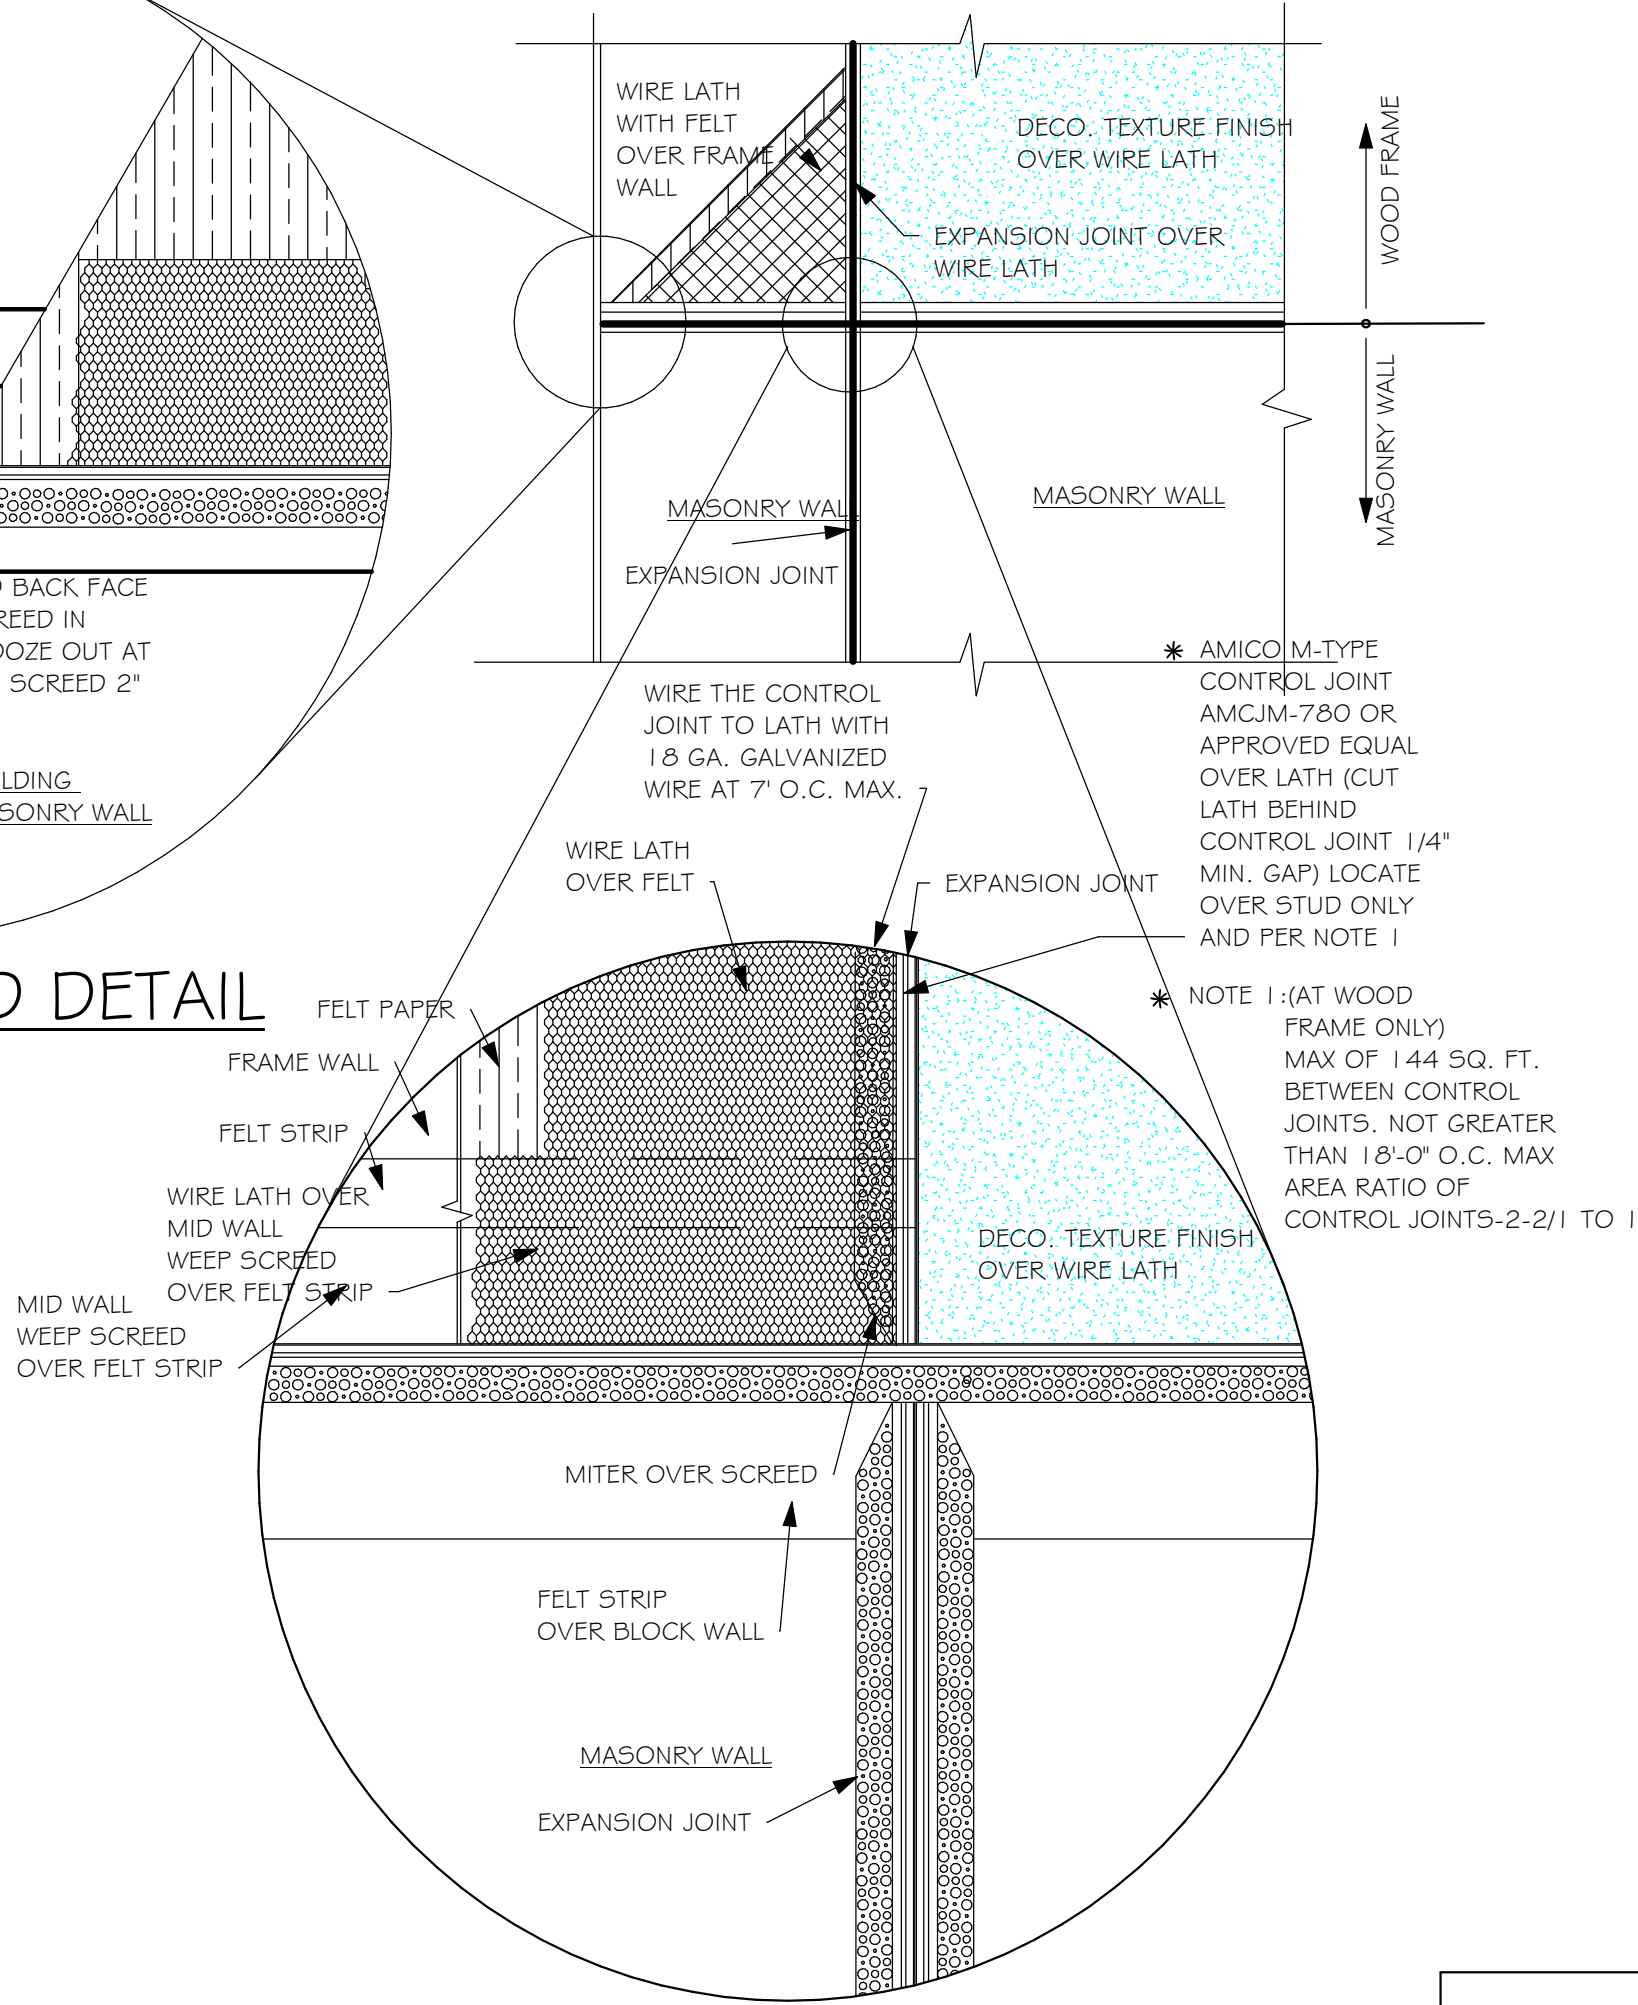 WIRE LATH
WITH FELT
OVER FRAME
WALL
DECO. TEXTURE FINISH
OVER WIRE LATH
EXPANSION JOINT OVER
WIRE LATH
WOOD FRAME
MASONRY WALL
MASONRY WALL
MASONRY WALL
EXPANSION JOINT
BACK FACE
REED IN
OOZE OUT AT
SCREED 2"
LDING
SONRY WALL
D DETAIL
WIRE THE CONTROL
JOINT TO LATH WITH
18 GA. GALVANIZED
WIRE AT 7' O.C. MAX.
✳ AMICO M-TYPE
CONTROL JOINT
AMCJM-780 OR
APPROVED EQUAL
OVER LATH (CUT
LATH BEHIND
CONTROL JOINT 1/4"
MIN. GAP) LOCATE
OVER STUD ONLY
AND PER NOTE 1
WIRE LATH
OVER FELT
EXPANSION JOINT
✳ NOTE 1:(AT WOOD
FRAME ONLY)
MAX OF 144 SQ. FT.
BETWEEN CONTROL
JOINTS. NOT GREATER
THAN 18'-0" O.C. MAX
AREA RATIO OF
CONTROL JOINTS-2-2/1 TO 1
FELT PAPER
FRAME WALL
FELT STRIP
WIRE LATH OVER
MID WALL
WEEP SCREED
OVER FELT STRIP
MID WALL
WEEP SCREED
OVER FELT STRIP
DECO. TEXTURE FINISH
OVER WIRE LATH
MITER OVER SCREED
FELT STRIP
OVER BLOCK WALL
MASONRY WALL
EXPANSION JOINT